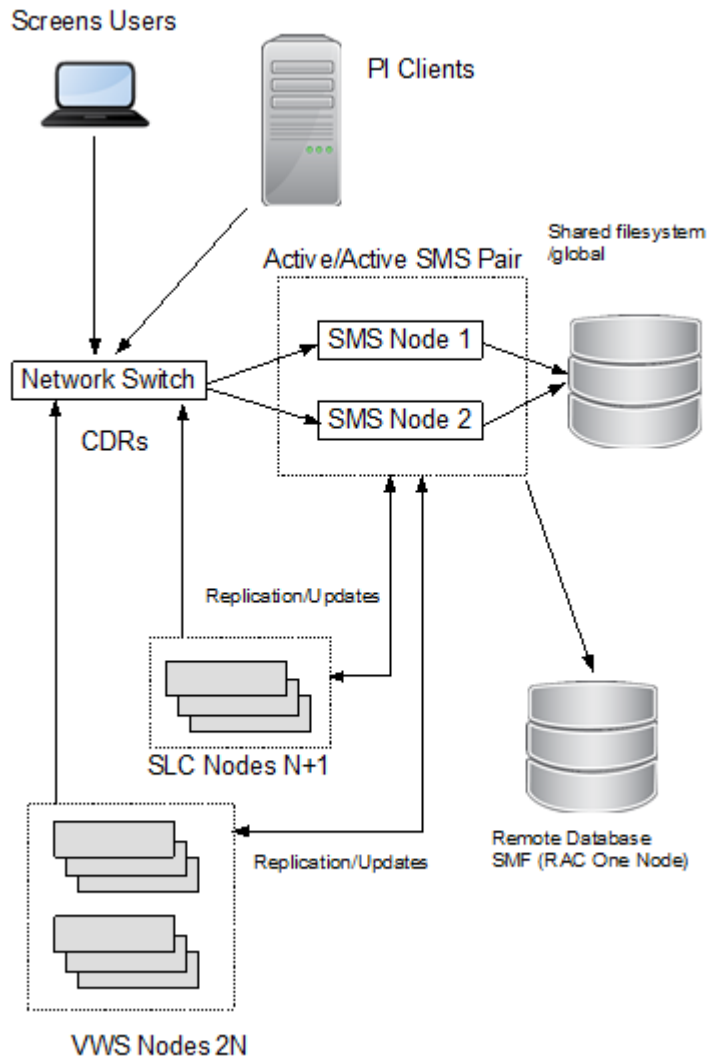 Screens Users
PI Clients
Shared filesystem
/global
Active/Active SMS Pair
SMS Node 1
Network Switch
SMS Node 2
CDRs
Replication/Updates
SLC Nodes N+1
Remote Database
SMF (RAC One Node)
Replication/Updates
VWS Nodes 2N